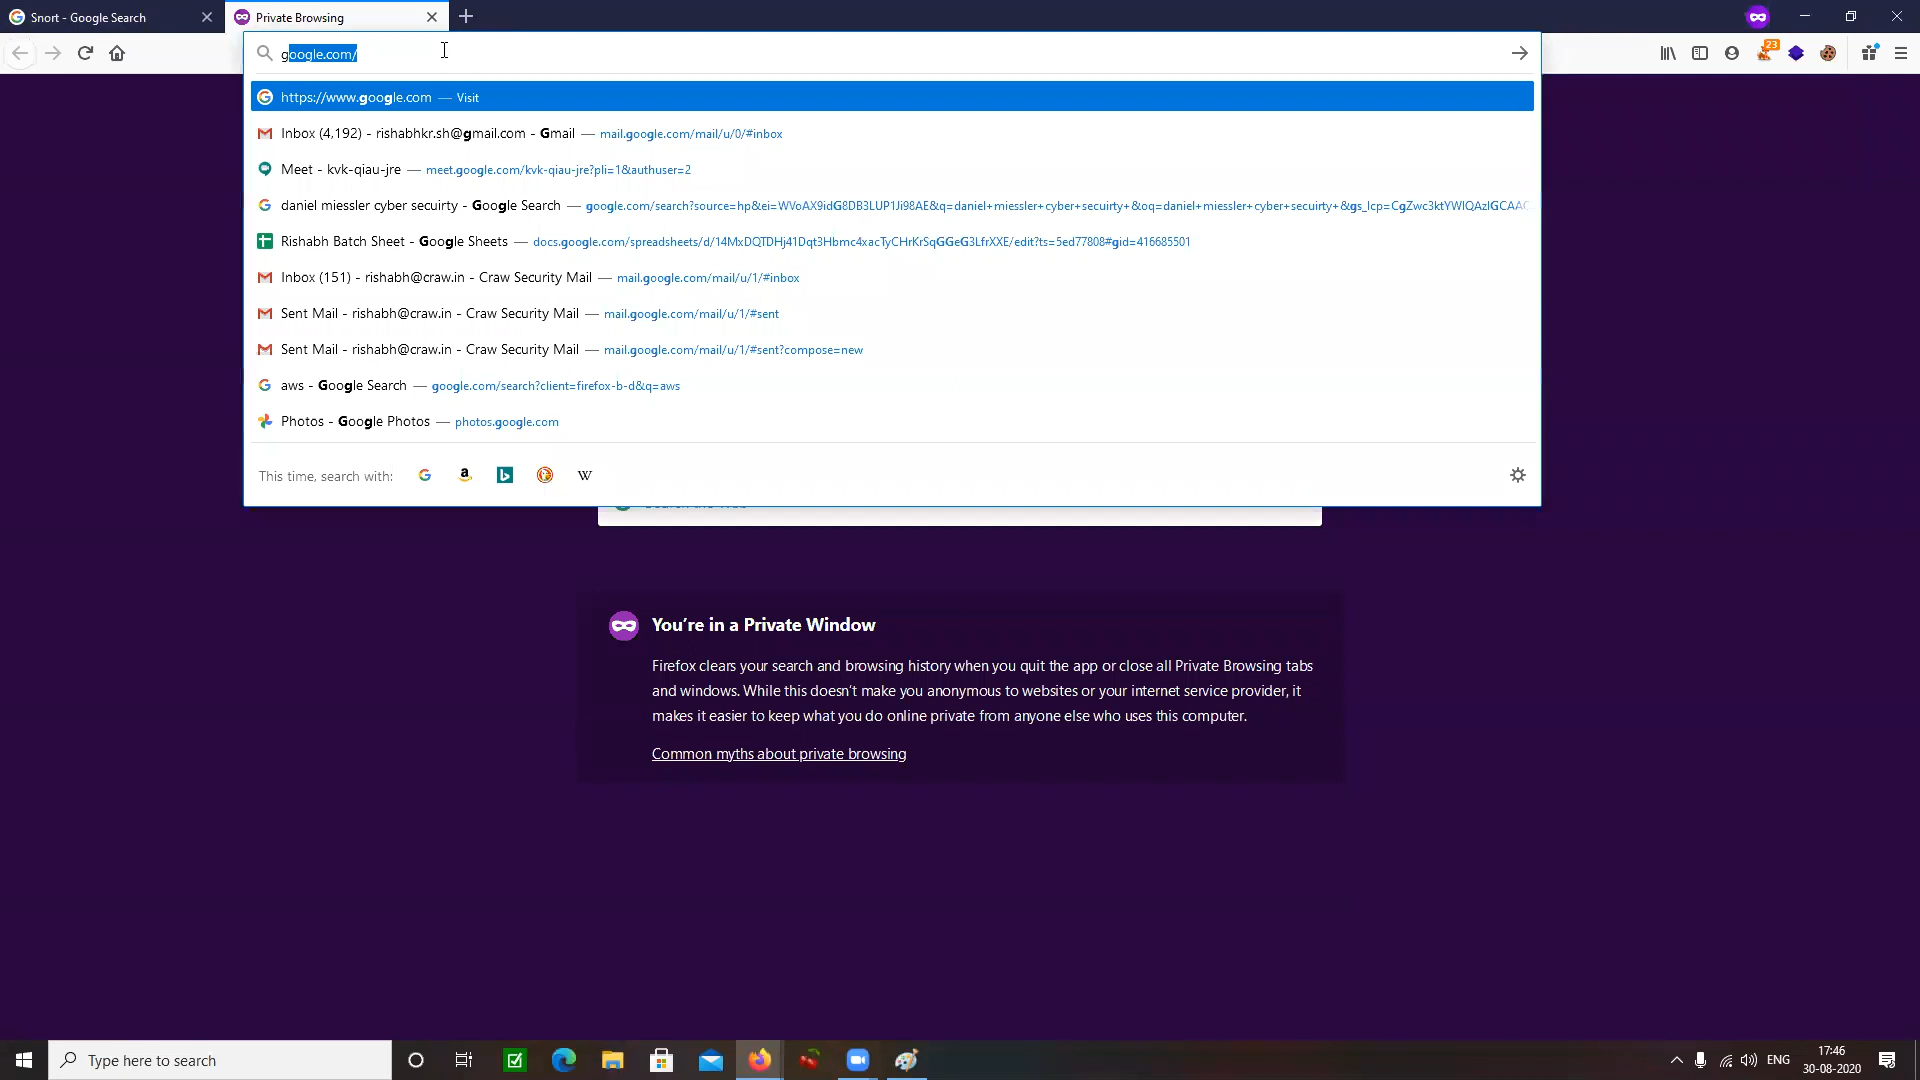 Snort - Google Search
Private Browsing
google.com/
https://www.google.com — Visit
Inbox (4,192) - rishabhkr.sh@gmail.com - Gmail — mail.google.com/mail/u/0/#inbox
Meet - kvk-qiau-jre — meet.google.com/kvk-qiau-jre?pli=1&authuser=2
daniel miessler cyber secuirty - Google Search — google.com/search?source=hp&ei=WVoAX9idG8DB3LUP1Ji98AE&q=daniel+miessler+cyber+secuirty+&oq=daniel+miessler+cyber+secuirty+&gs_lcp=CgZwc3ktYWIQAzIGCAAC
Rishabh Batch Sheet - Google Sheets — docs.google.com/spreadsheets/d/14MxDQTDHj41Dqt3Hbmc4xacTyCHrKrSqGGeG3LfrXXE/edit?ts=5ed77808#gid=416685501
Inbox (151) - rishabh@craw.in - Craw Security Mail — mail.google.com/mail/u/1/#inbox
Sent Mail - rishabh@craw.in - Craw Security Mail — mail.google.com/mail/u/1/#sent
Sent Mail - rishabh@craw.in - Craw Security Mail — mail.google.com/mail/u/1/#sent?compose=new
aws - Google Search — google.com/search?client=firefox-b-d&q=aws
Photos - Google Photos — photos.google.com
This time, search with:
You're in a Private Window
Firefox clears your search and browsing history when you quit the app or close all Private Browsing tabs
and windows. While this doesn't make you anonymous to websites or your internet service provider, it
makes it easier to keep what you do online private from anyone else who uses this computer.
Common myths about private browsing
23
Type here to search
ENG
17:46
30-08-2020